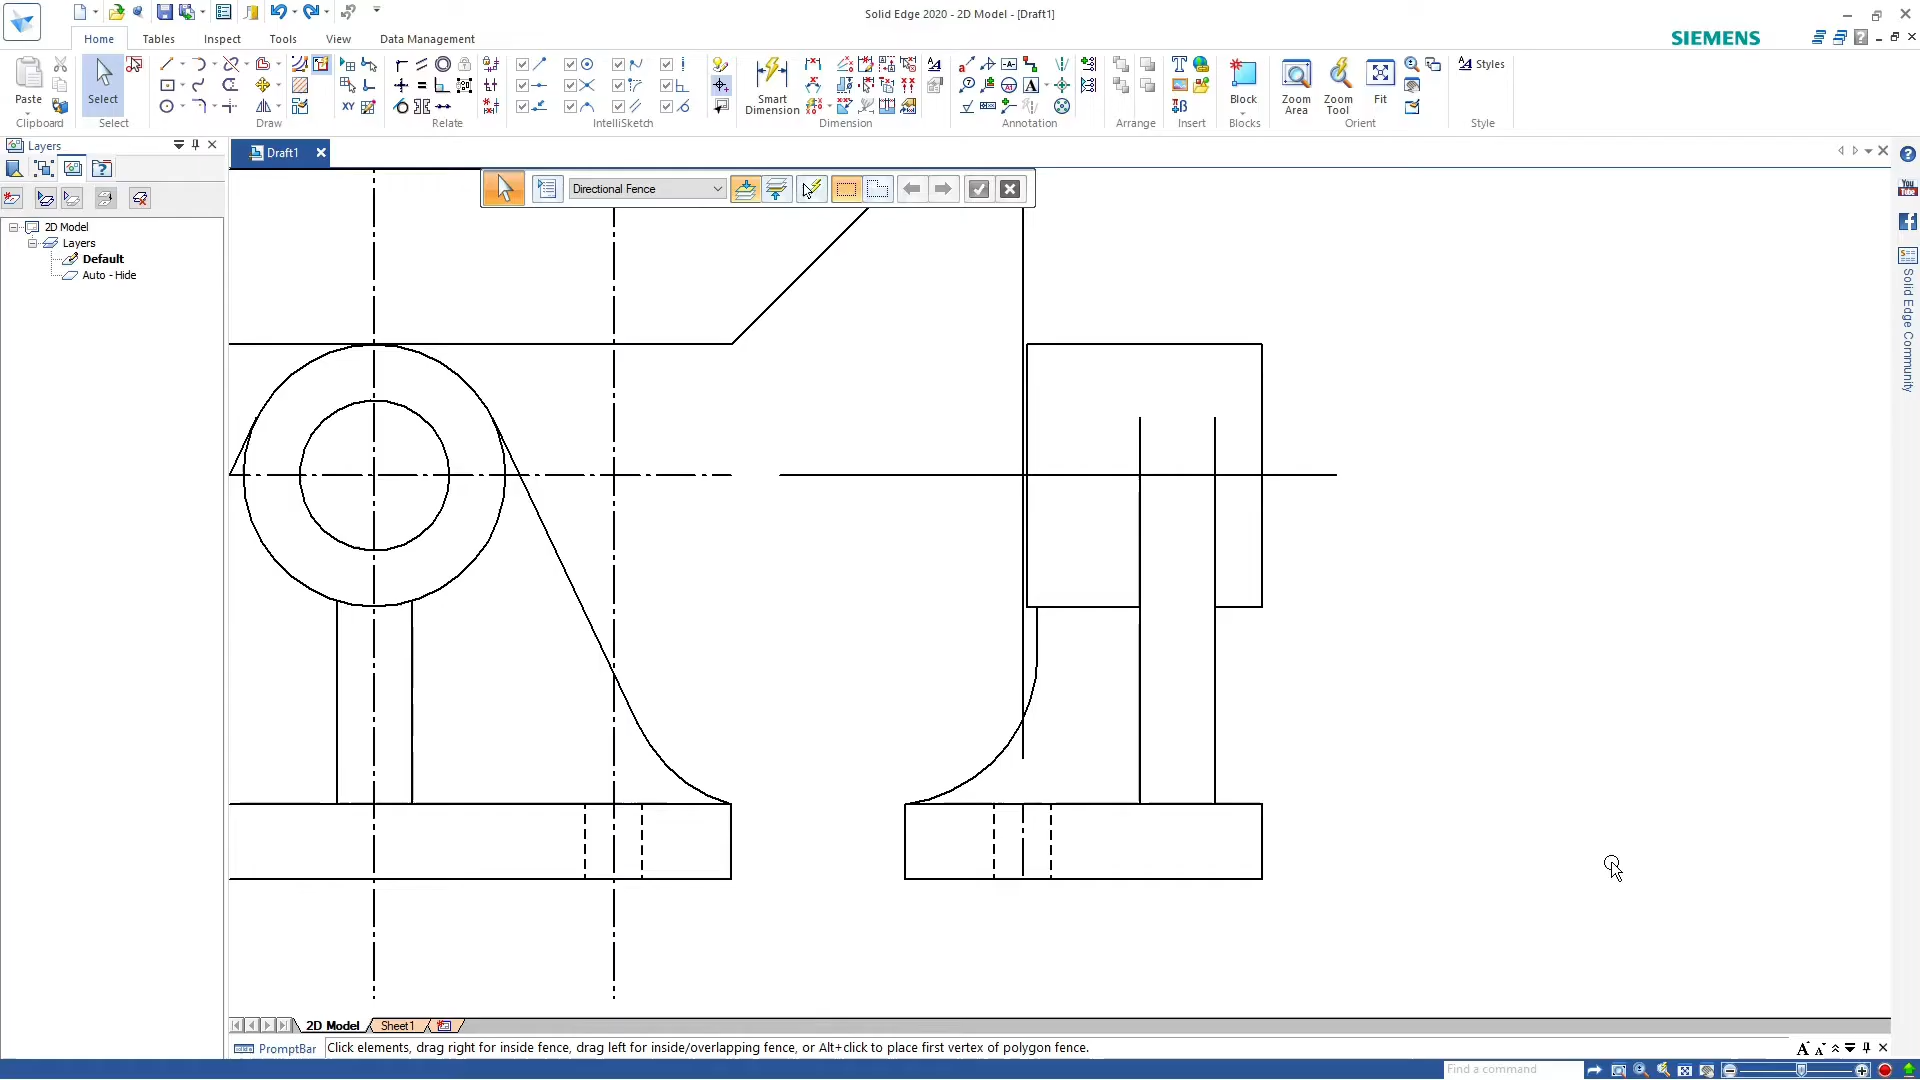 Solid Edge 2020 - 2D Model - [Draft1]
Home
Tables
Inspect
Sketch
Tools
View
Data Management
SIEMENS
Paste
Select
Smart
Dimension
Block
Zoom
Area
Zoom
Tool
Fit
Styles
Clipboard
Select
Draw
Relate
IntelliSketch
Dimension
Annotation
Arrange
Insert
Blocks
Orient
Style
Layers
Draft1
Directional Fence
2D Model
Layers
Default
Auto - Hide
You
Tube
Solid Edge Community
2D Model
Sheet1
PromptBar
Click elements, drag right for inside fence, drag left for inside/overlapping fence, or Alt+click to place first vertex of polygon fence.
Find a command